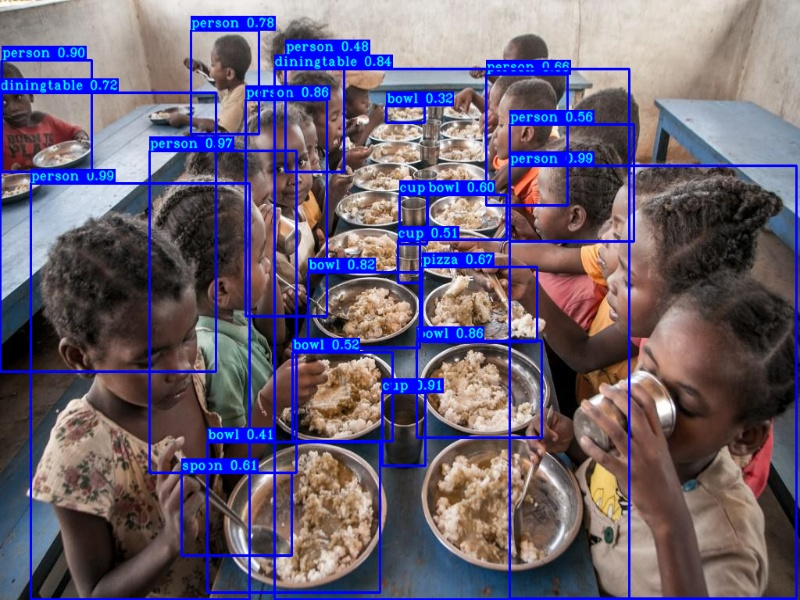 person 0.78
person 0.48
person 0.90
diningtable 0.84
person 0.66
diningtable 0.72
person 0.86
bowl 0.32
person 0.56
BORN TO
PL
person 0.97
person 0.99
person 0.99
cup bowl 0.60
cup 0.51
bowl 0.82
pizza 0.67
bowl 0.86
bowl 0.52
cup 0.91
bowl 0.41
spoon 0.61